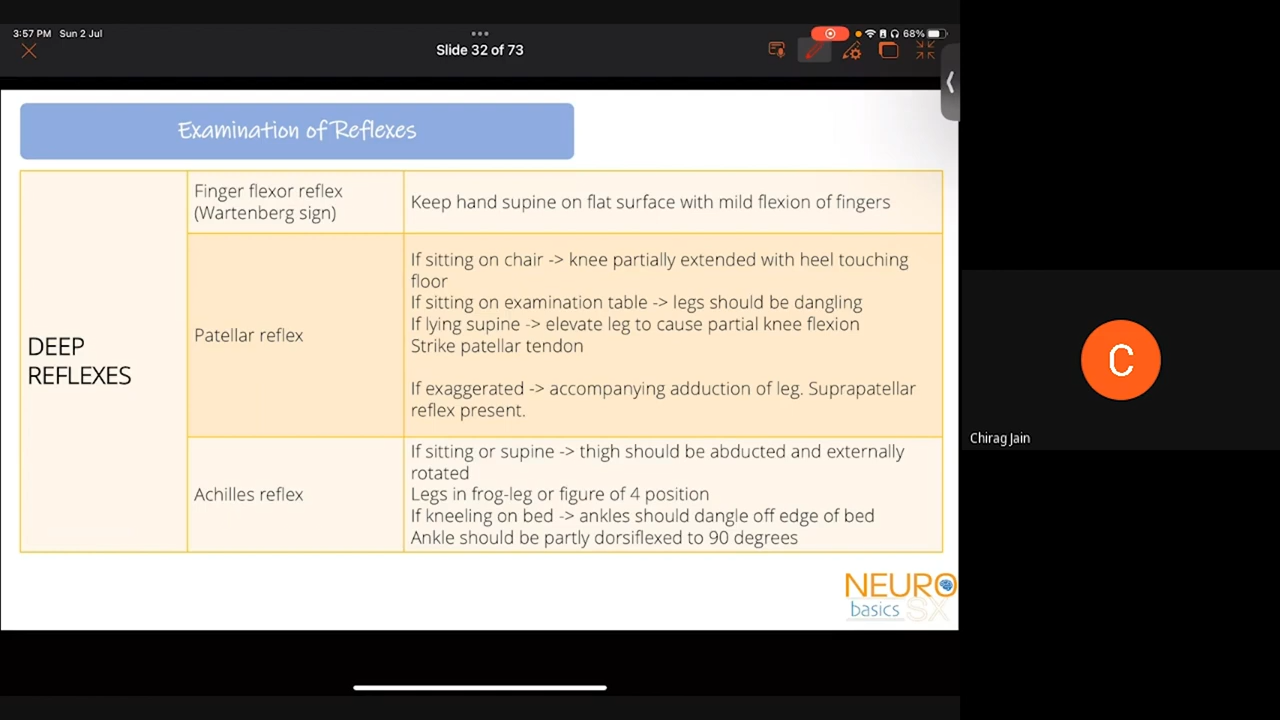 3:57 PM Sun 2 Jul
68%
Slide 32 of 73
Examination of Reflexes
DEEP
REFLEXES
Finger flexor reflex
(Wartenberg sign)
Keep hand supine on flat surface with mild flexion of fingers
Patellar reflex
If sitting on chair -> knee partially extended with heel touching
floor
If sitting on examination table -> legs should be dangling
If lying supine -> elevate leg to cause partial knee flexion
Strike patellar tendon
If exaggerated -> accompanying adduction of leg. Suprapatellar
reflex present.
Achilles reflex
If sitting or supine -> thigh should be abducted and externally
rotated
Legs in frog-leg or figure of 4 position
If kneeling on bed -> ankles should dangle off edge of bed
Ankle should be partly dorsiflexed to 90 degrees
NEURO
basics SX
C
Chirag Jain